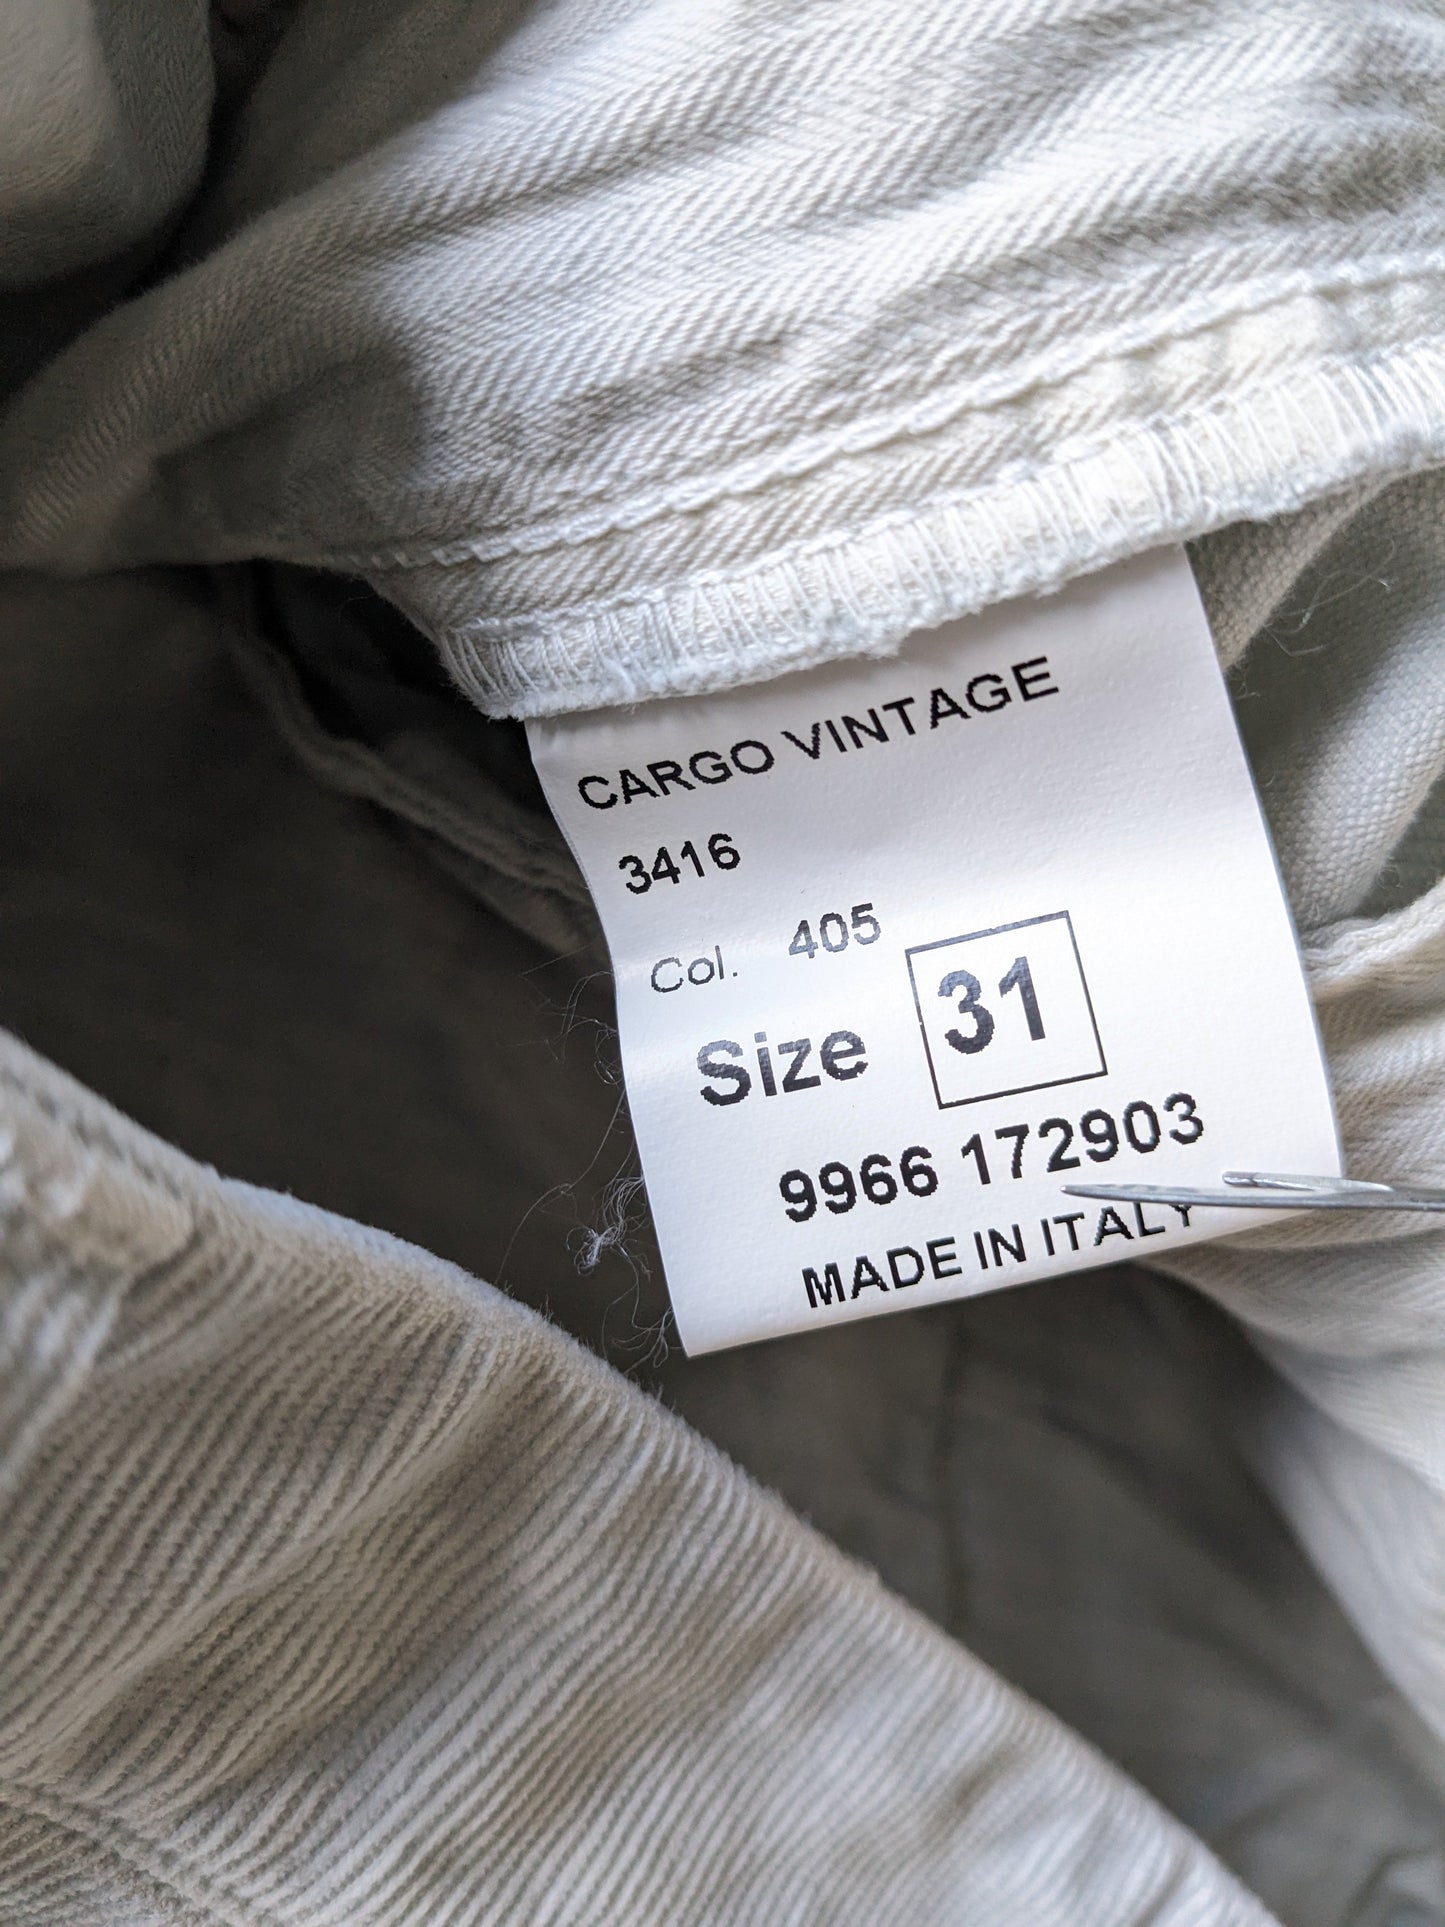 CARGO VINTAGE
3416
Col. 405
Size 31
9966 172903
MADE IN ITALY